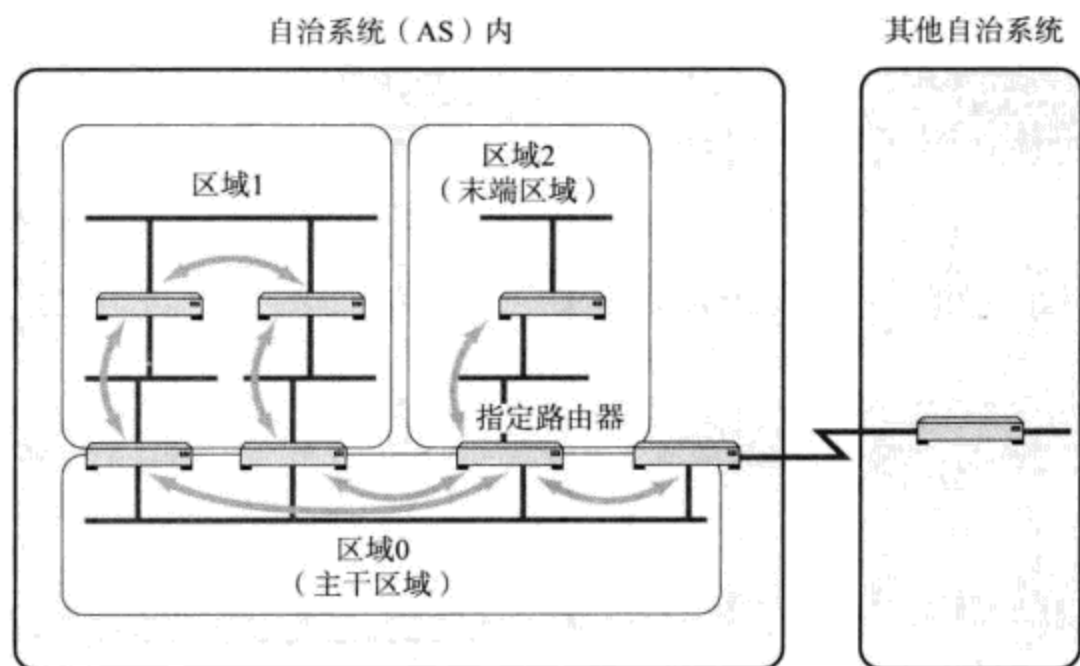 自治系统（AS）内
其他自治系统
区域1
区域2
（末端区域）
指定路由器
区域0
（主干区域）